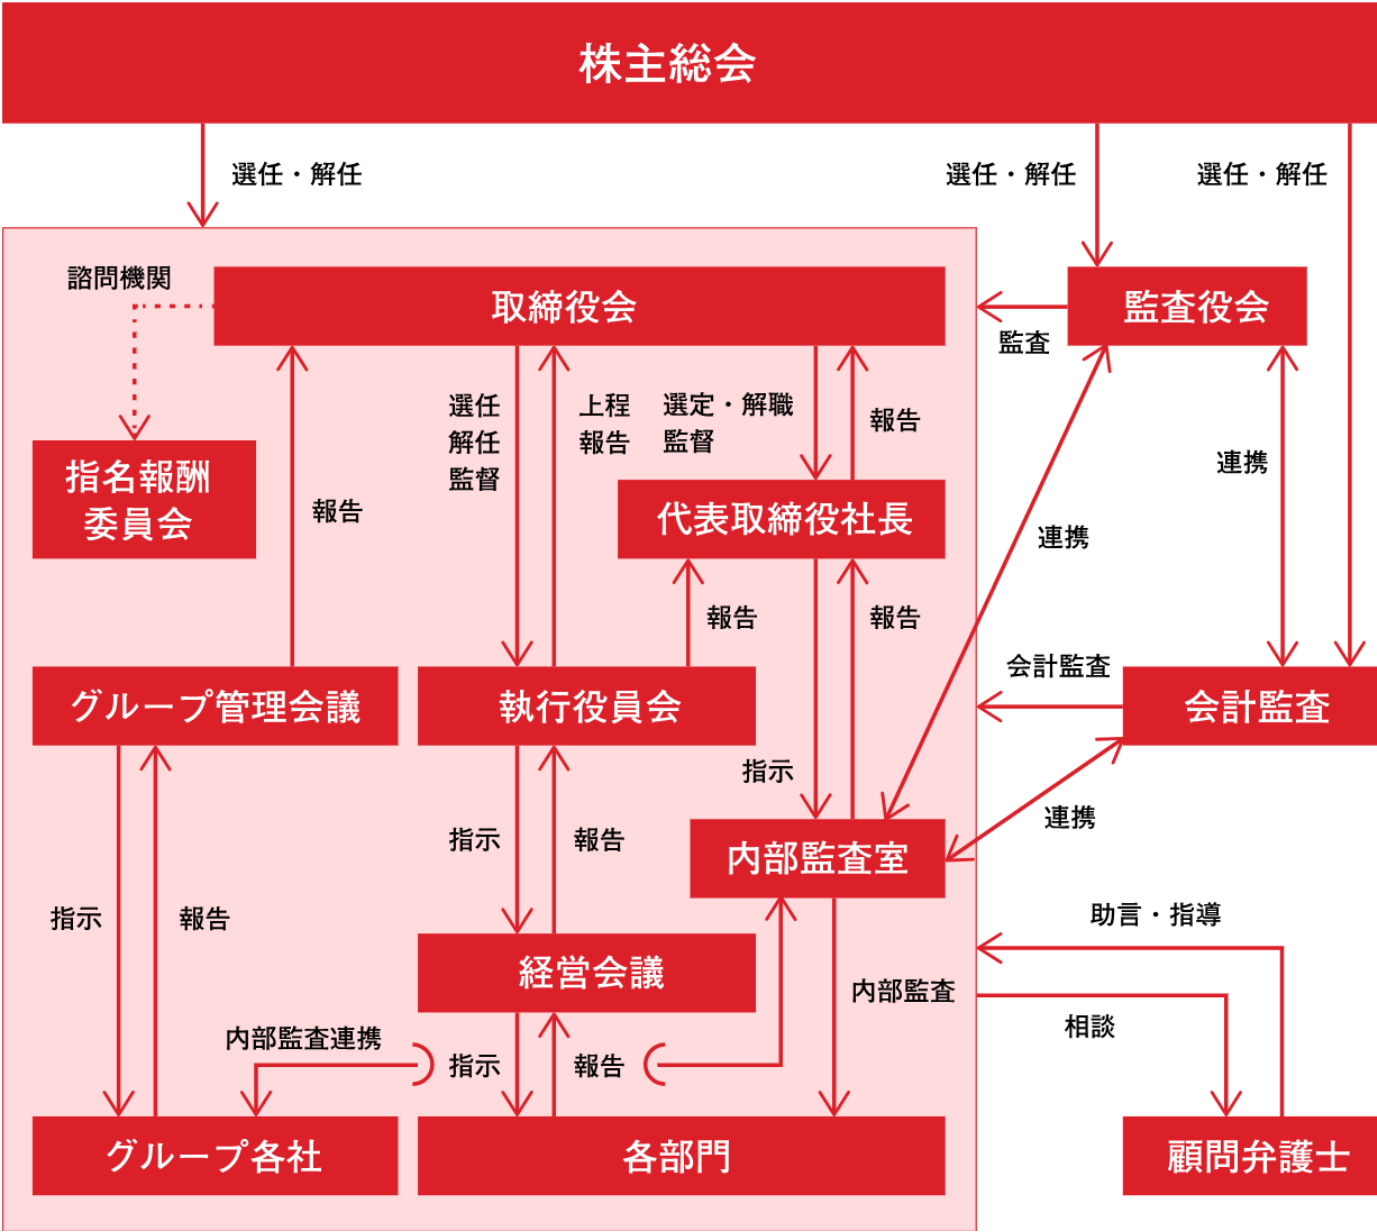 株主総会
選任・解任
選任・解任
選任・解任
諮問機関
取締役会
監査役会
監査
選任
解任
監督
上程
報告
選定・解職
監督
報告
指名報酬
委員会
報告
代表取締役社長
連携
連携
報告
報告
グループ管理会議
執行役員会
会計監査
会計監査
指示
連携
指示
報告
内部監査室
指示
報告
助言・指導
経営会議
内部監査
相談
内部監査連携
指示
報告
グループ各社
各部門
顧問弁護士